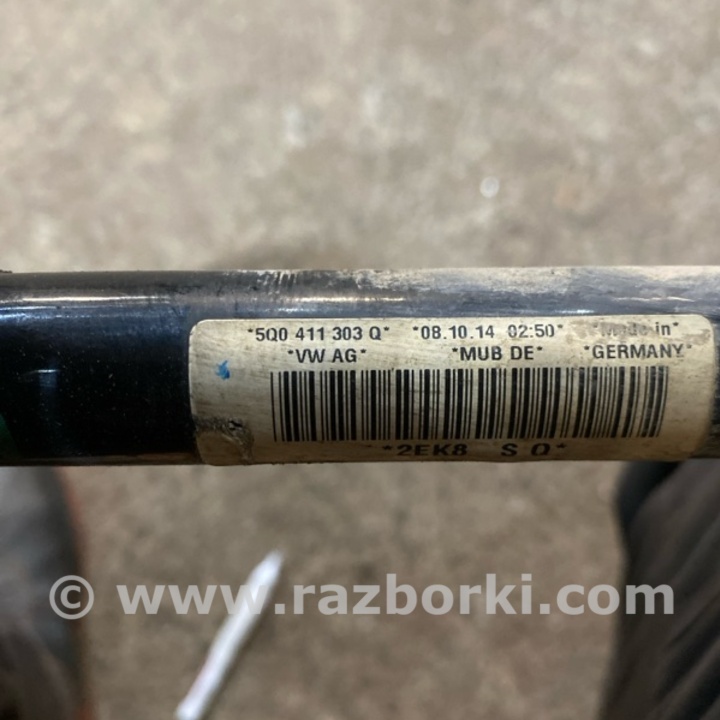 *5Q0 411 303 Q* *08.10.14 02:50* *Made in*
*VW AG* *MUB DE* *GERMANY*
*2EK8 S Q*
© www.razborki.com